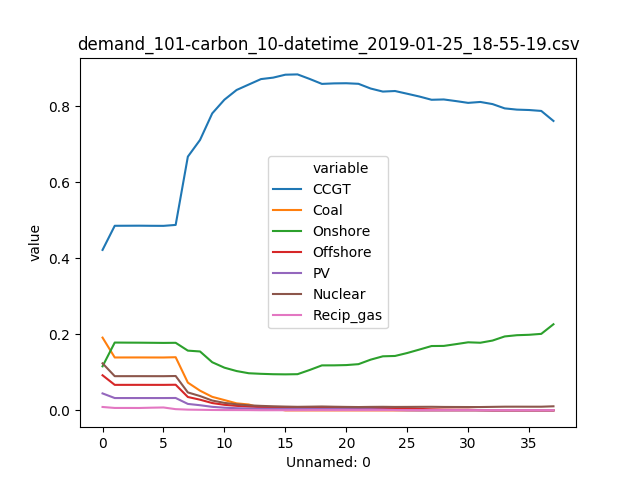 demand_101-carbon_10-datetime_2019-01-25_18-55-19.csv
0.8
0.6
0.4
0.2
0.0
value
variable
CCGT
Coal
Onshore
Offshore
PV
Nuclear
Recip_gas
0 5 10 15 20 25 30 35
Unnamed: 0